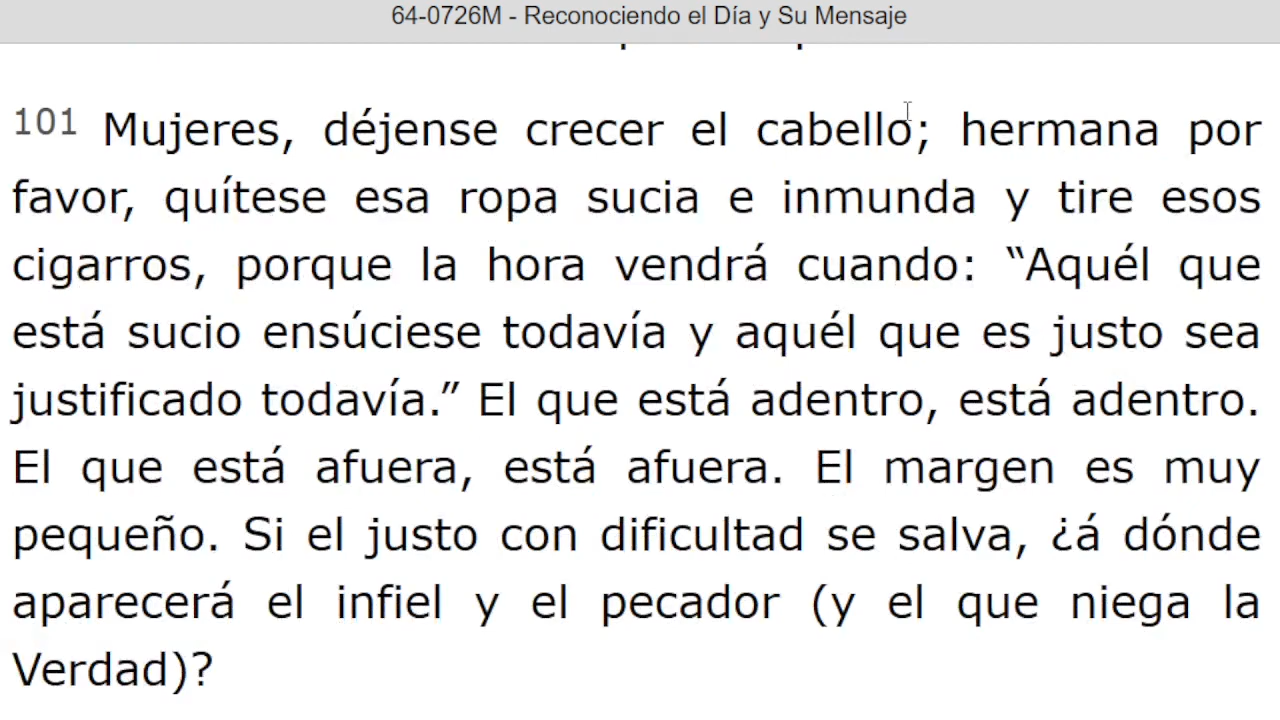 64-0726M - Reconociendo el Día y Su Mensaje
101 Mujeres, déjense crecer el cabello; hermana por
favor, quítese esa ropa sucia e inmunda y tire esos
cigarros, porque la hora vendrá cuando: “Aquél que
está sucio ensúciese todavía y aquél que es justo sea
justificado todavía.” El que está adentro, está adentro.
El que está afuera, está afuera. El margen es muy
pequeño. Si el justo con dificultad se salva, ¿á dónde
aparecerá el infiel y el pecador (y el que niega la
Verdad)?